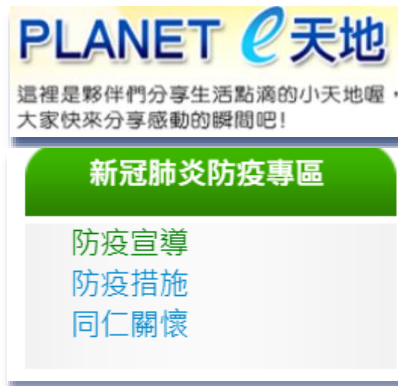 PLANET e天地
這裡是夥伴們分享生活點滴的小天地喔，
大家快來分享感動的瞬間吧!
新冠肺炎防疫專區
防疫宣導
防疫措施
同仁關懷